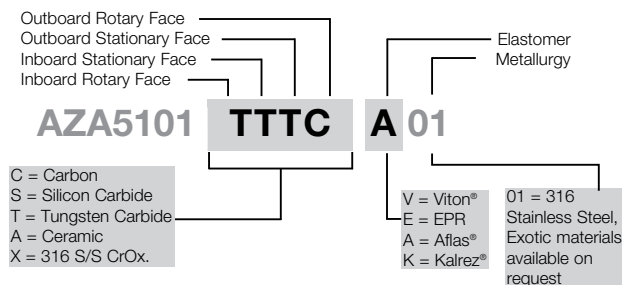 Outboard Rotary Face
Outboard Stationary Face
Inboard Stationary Face
Inboard Rotary Face
Elastomer
Metallurgy
AZA5101 TTTC A 01
C = Carbon
S = Silicon Carbide
T = Tungsten Carbide
A = Ceramic
X = 316 S/S CrOx.
V = Viton®
E = EPR
A = Aflas®
K = Kalrez®
01 = 316
Stainless Steel,
Exotic materials
available on
request